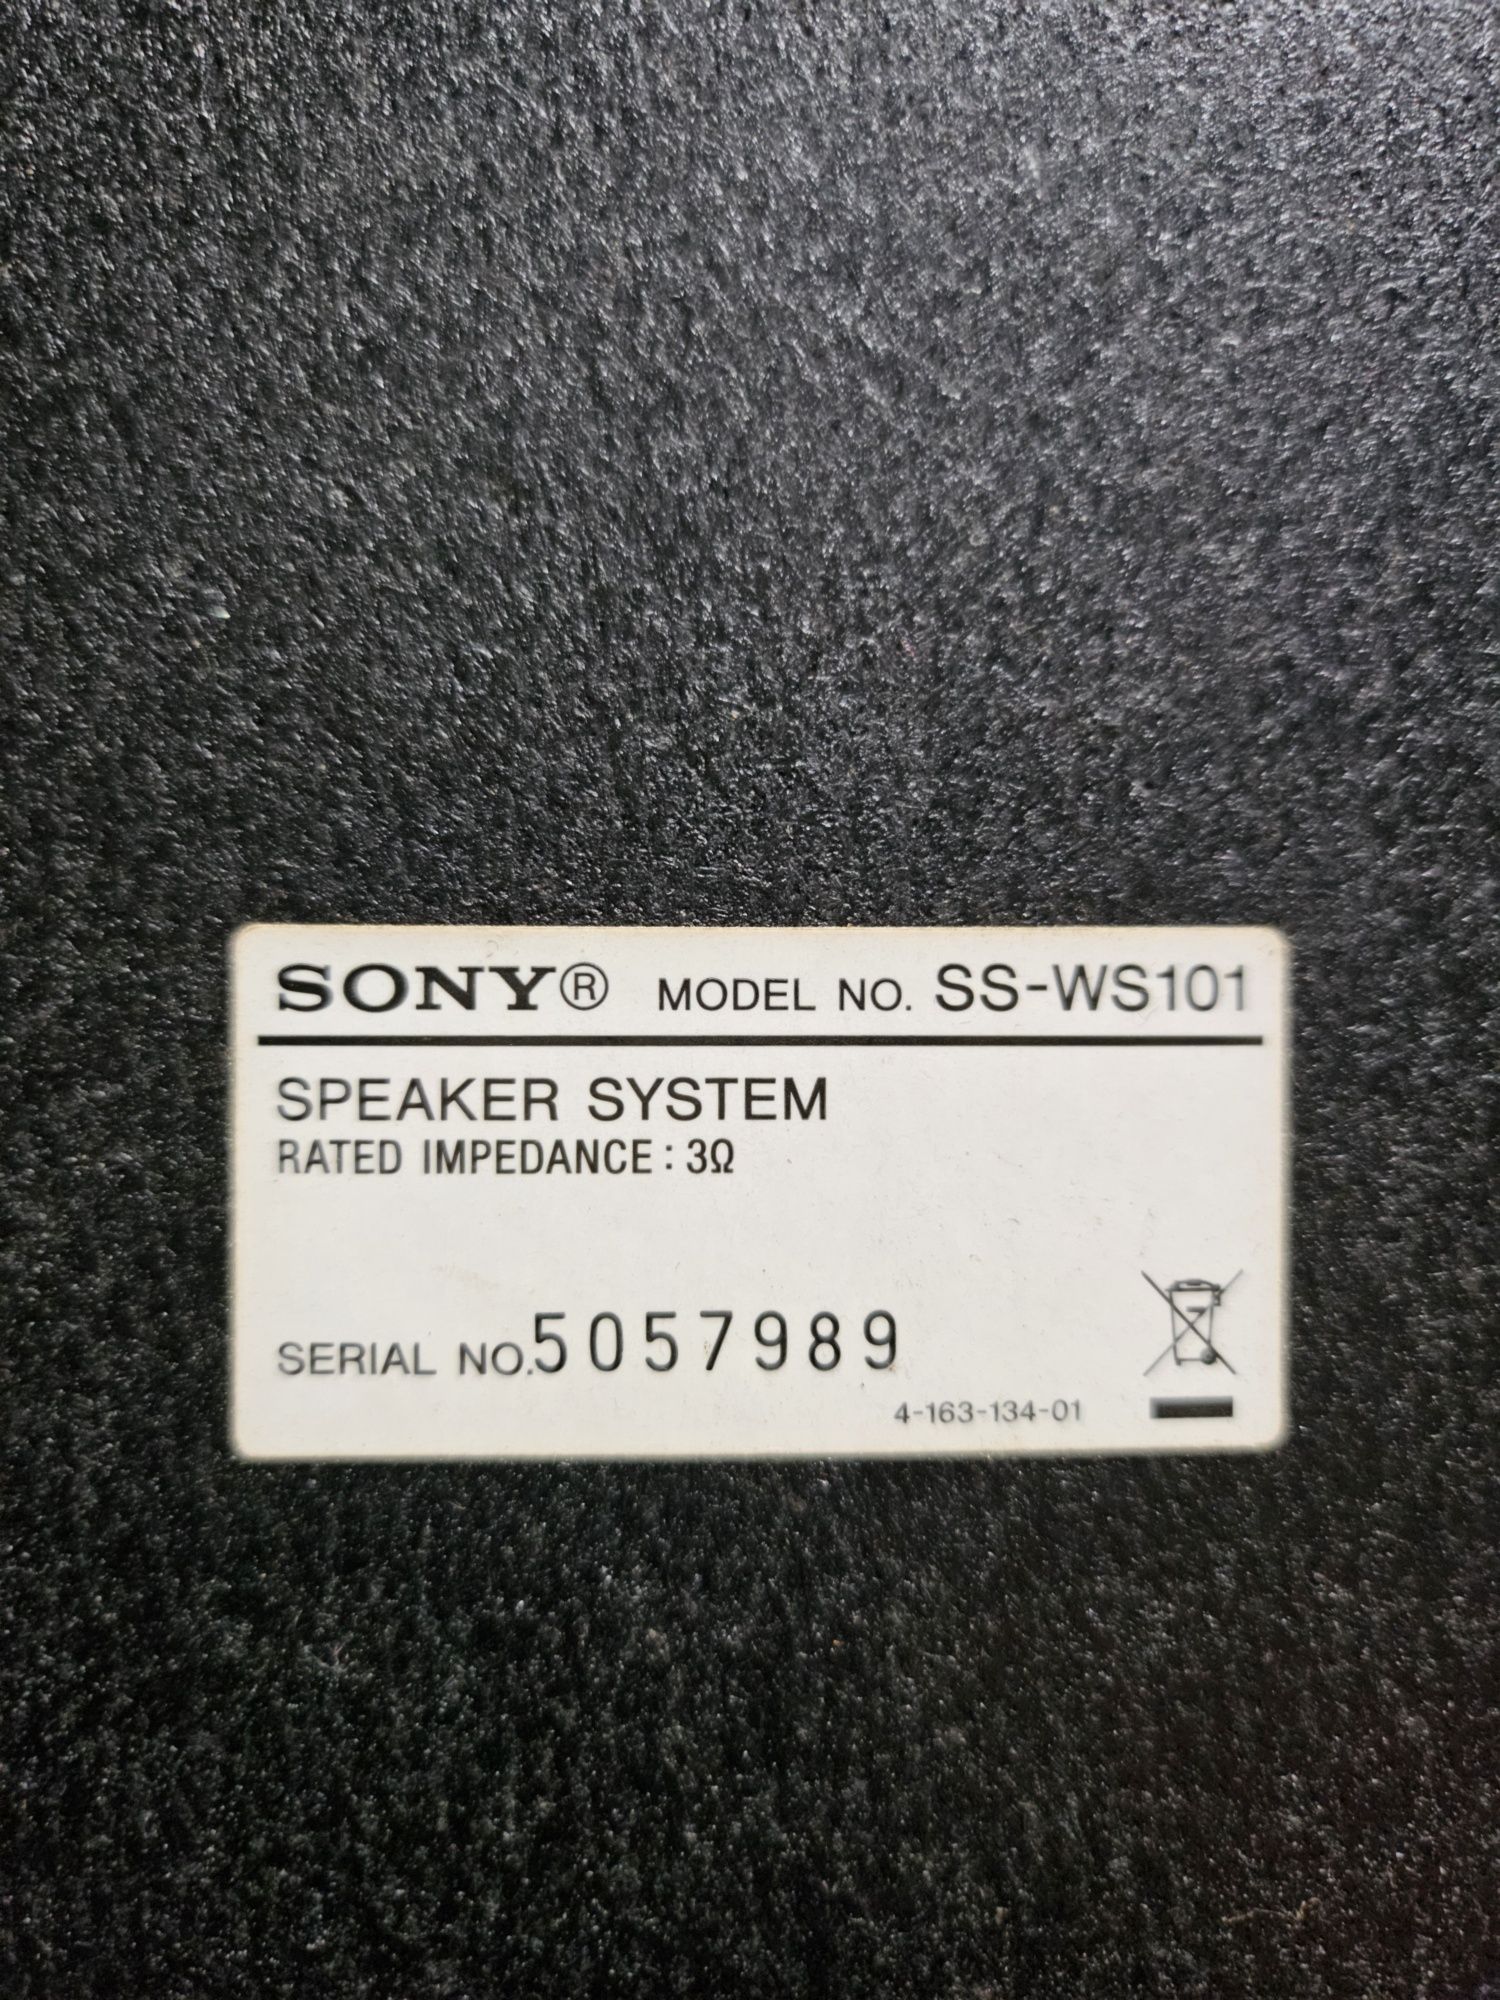 SONY® MODEL NO. SS-WS101
SPEAKER SYSTEM
RATED IMPEDANCE : 3Ω
SERIAL NO. 5057989
4-163-134-01